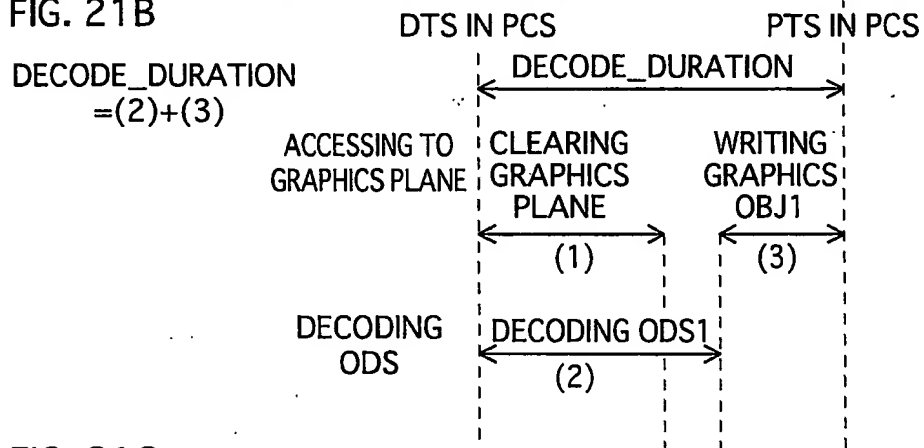 FIG. 21B
DTS IN PCS
PTS IN PCS
DECODE_DURATION
=(2)+(3)
DECODE_DURATION
ACCESSING TO
GRAPHICS PLANE
CLEARING
GRAPHICS
PLANE
(1)
WRITING
GRAPHICS
OBJ1
(3)
DECODING
ODS
DECODING ODS1
(2)